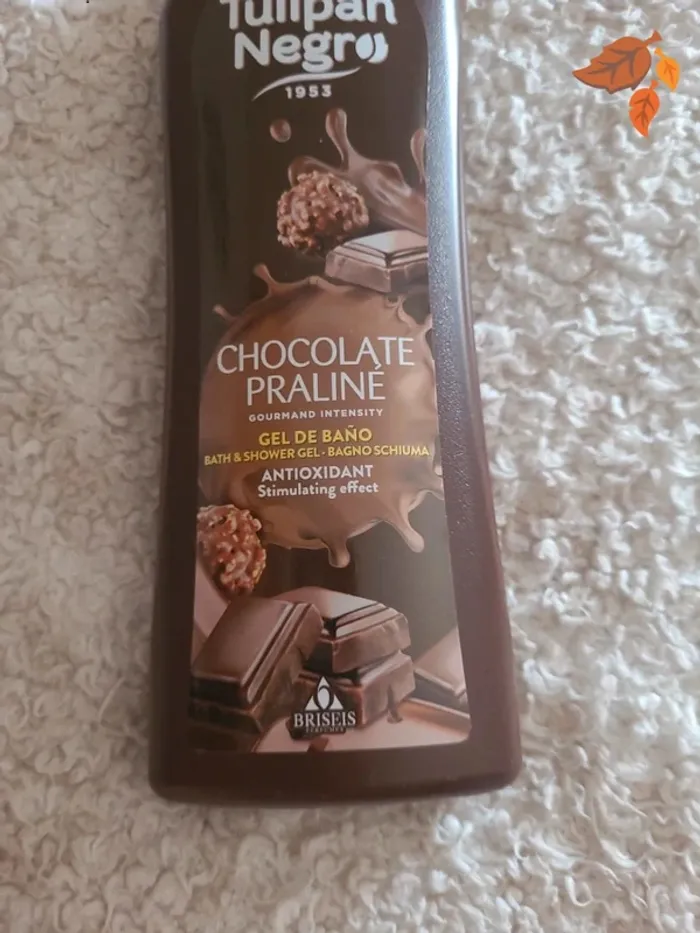 Tulipán
Negro
1953
CHOCOLATE
PRALINÉ
GOURMAND INTENSITY
GEL DE BAÑO
BATH & SHOWER GEL - BAGNO SCHIUMA
ANTIOXIDANT
Stimulating effect
BRISEIS
PERFUMES